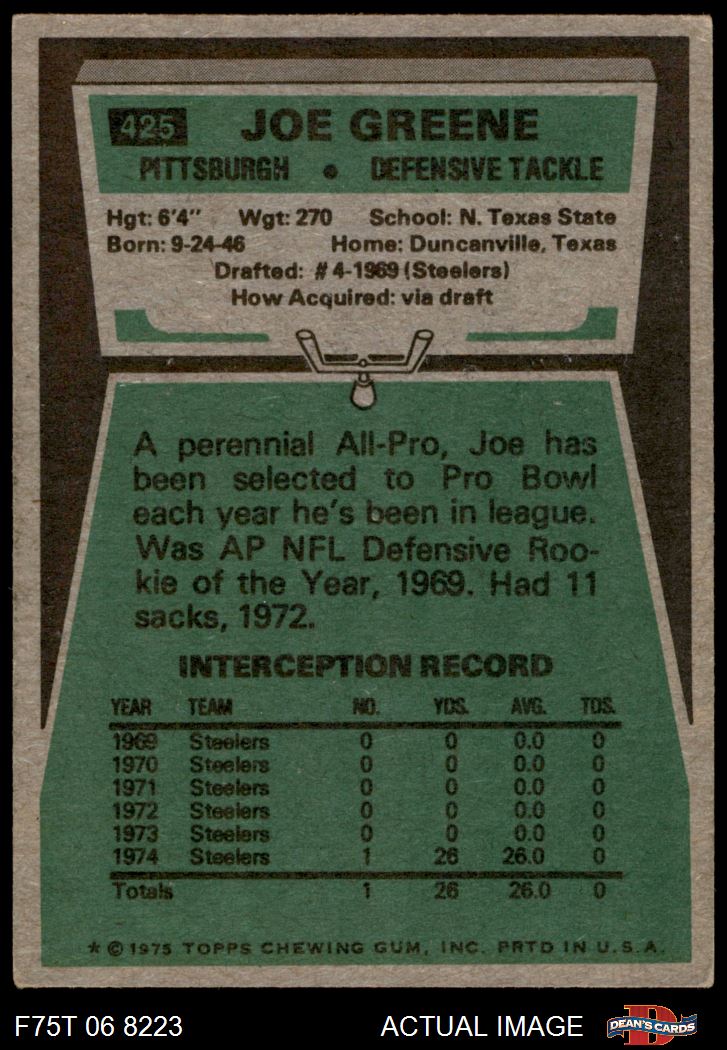 425 JOE GREENE
PITTSBURGH • DEFENSIVE TACKLE
Hgt: 6'4" Wgt: 270 School: N. Texas State
Born: 9-24-46 Home: Duncanville, Texas
Drafted: #4-1969 (Steelers)
How Acquired: via draft
A perennial All-Pro, Joe has
been selected to Pro Bowl
each year he's been in league.
Was AP NFL Defensive Roo-
kie of the Year, 1969. Had 11
sacks, 1972.
INTERCEPTION RECORD
YEAR TEAM NO. YDS. AVG. TDS.
1969 Steelers 0 0 0.0 0
1970 Steelers 0 0 0.0 0
1971 Steelers 0 0 0.0 0
1972 Steelers 0 0 0.0 0
1973 Steelers 0 0 0.0 0
1974 Steelers 1 26 26.0 0
Totals 1 26 26.0 0
* © 1975 TOPPS CHEWING GUM, INC. PRTD IN U.S.A.
F75T 06 8223 ACTUAL IMAGE D DEAN'S CARDS